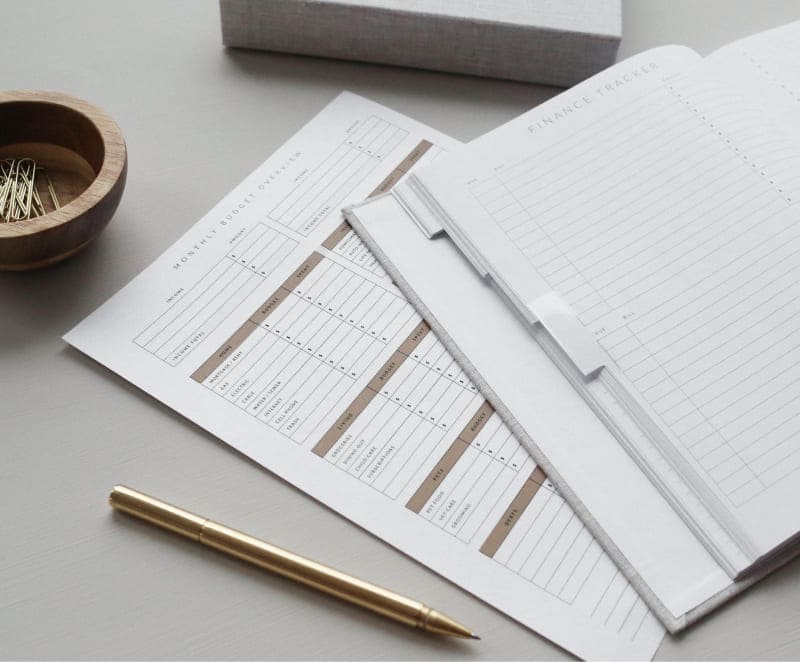 MONTHLY BUDGET OVERVIEW
INCOME AMOUNT
$
$
$
INCOME TOTAL
INCOME AMOUNT
$
$
$
INCOME TOTAL
HOME BUDGET SPENT
MORTGAGE / RENT
GAS
ELECTRIC
CABLE
WATER / SEWER
INTERNET
CELL PHONE
TRASH
LIVING BUDGET SPENT
GROCERIES
DINING OUT
CHILD CARE
SUBSCRIPTIONS
PETS BUDGET
PET FOOD
VET CARE
GROOMING
DEBTS
FINANCE TRACKER